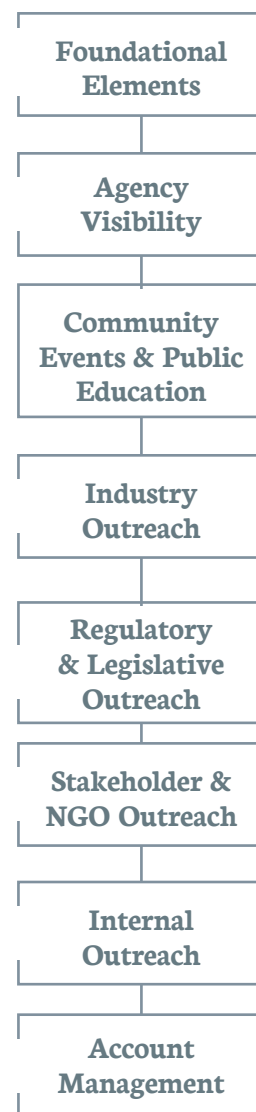 Foundational
Elements
Agency
Visibility
Community
Events & Public
Education
Industry
Outreach
Regulatory
& Legislative
Outreach
Stakeholder &
NGO Outreach
Internal
Outreach
Account
Management